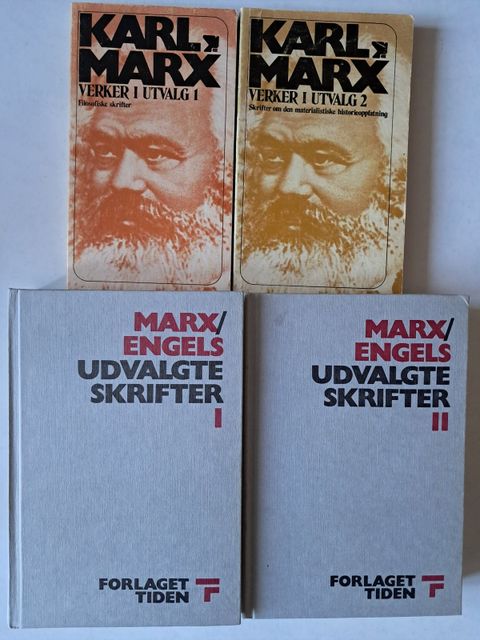 KARL
MARX
VERKER I UTVALG 1
Filosofiske skrifter
KARL
MARX
VERKER I UTVALG 2
Skrifter om den materialistiske historieoppfatning
MARX/
ENGELS
UDVALGTE
SKRIFTER
I
FORLAGET
TIDEN
MARX/
ENGELS
UDVALGTE
SKRIFTER
II
FORLAGET
TIDEN